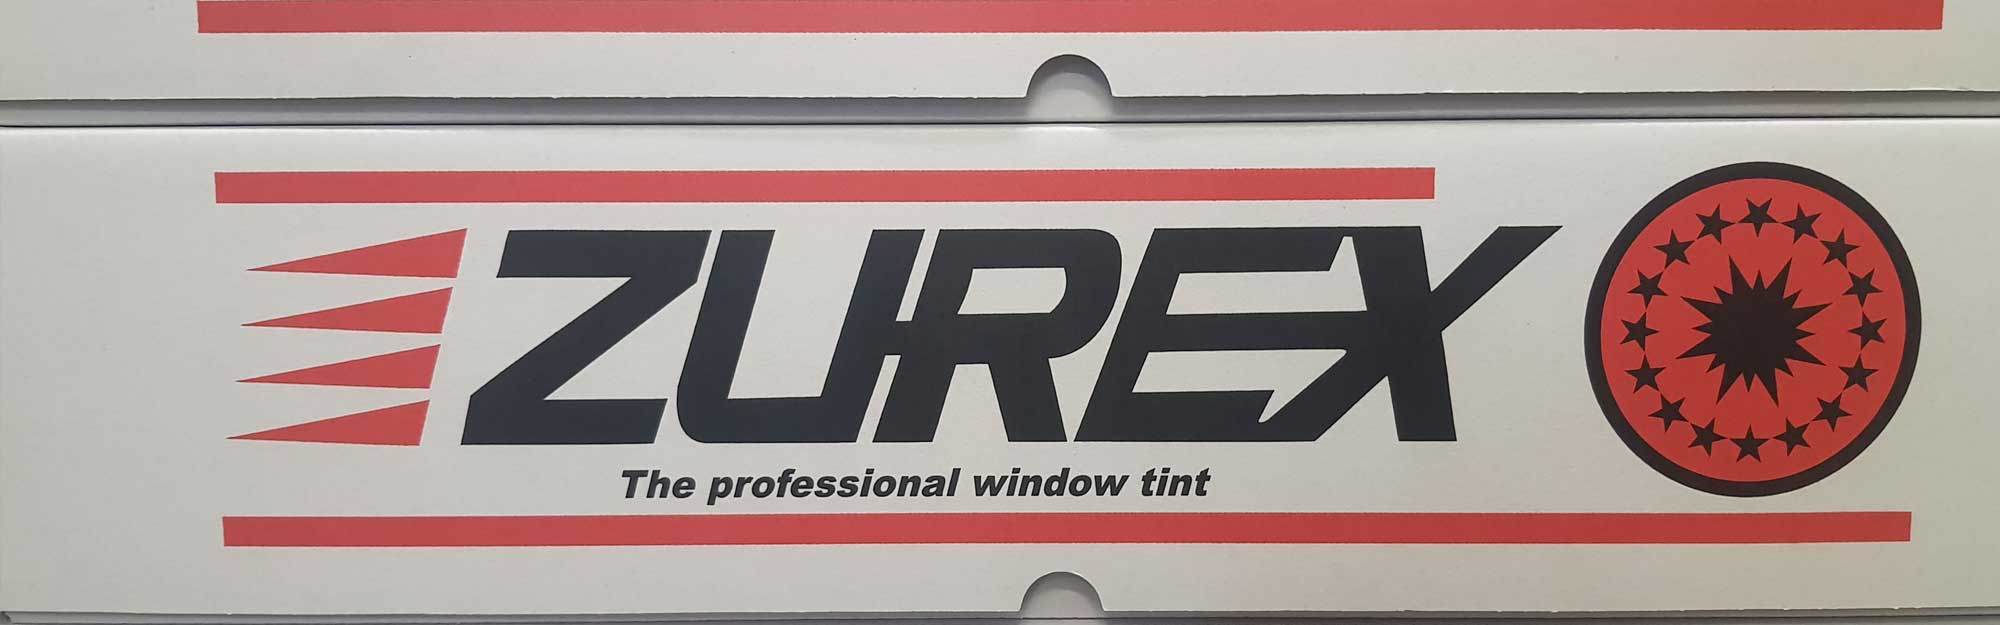 ZUREX
The professional window tint